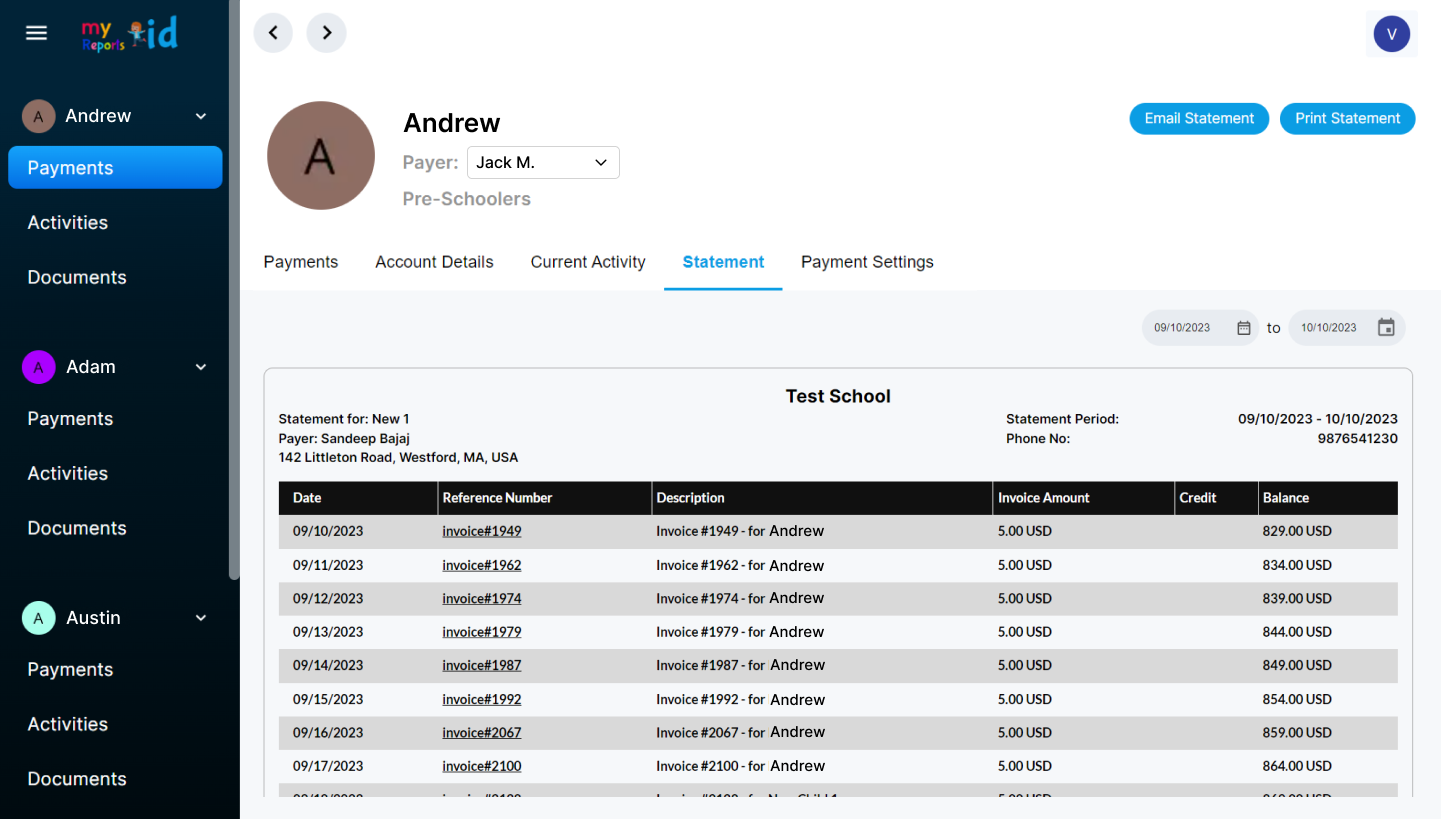 my
Reports
id
V
A Andrew
Payments
Activities
Documents
A Adam
Payments
Activities
Documents
A Austin
Payments
Activities
Documents
A
Andrew
Payer: Jack M.
Pre-Schoolers
Email Statement Print Statement
Payments Account Details Current Activity Statement Payment Settings
09/10/2023 to 10/10/2023
Test School
Statement for: New 1
Payer: Sandeep Bajaj
142 Littleton Road, Westford, MA, USA
Statement Period: 09/10/2023 - 10/10/2023
Phone No: 9876541230
Date Reference Number Description Invoice Amount Credit Balance
09/10/2023 invoice#1949 Invoice #1949 - for Andrew 5.00 USD 829.00 USD
09/11/2023 invoice#1962 Invoice #1962 - for Andrew 5.00 USD 834.00 USD
09/12/2023 invoice#1974 Invoice #1974 - for Andrew 5.00 USD 839.00 USD
09/13/2023 invoice#1979 Invoice #1979 - for Andrew 5.00 USD 844.00 USD
09/14/2023 invoice#1987 Invoice #1987 - for Andrew 5.00 USD 849.00 USD
09/15/2023 invoice#1992 Invoice #1992 - for Andrew 5.00 USD 854.00 USD
09/16/2023 invoice#2067 Invoice #2067 - for Andrew 5.00 USD 859.00 USD
09/17/2023 invoice#2100 Invoice #2100 - for Andrew 5.00 USD 864.00 USD